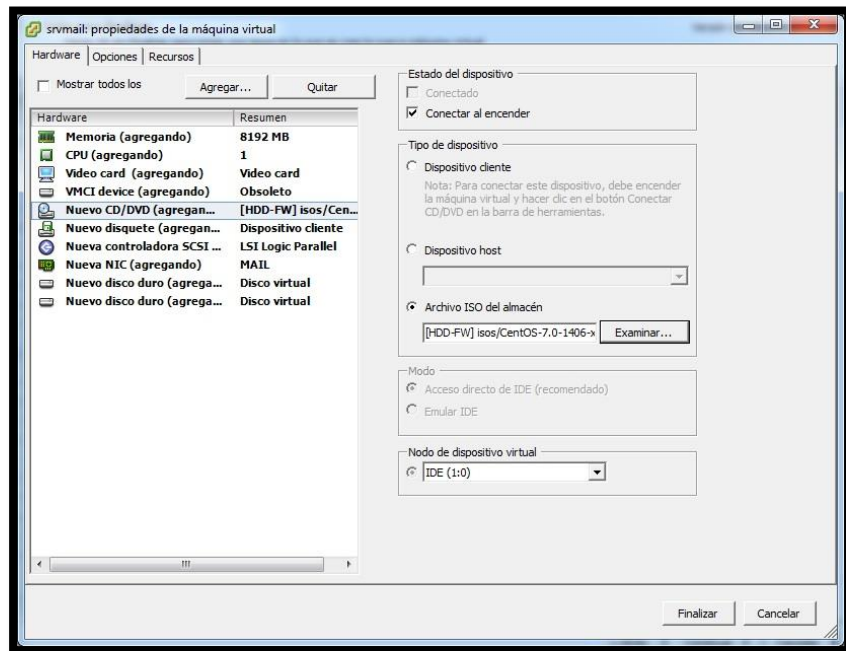 srvmail: propiedades de la máquina virtual
Hardware Opciones Recursos
Mostrar todos los Agregar... Quitar
Hardware Resumen
Memoria (agregando) 8192 MB
CPU (agregando) 1
Video card (agregando) Video card
VMCI device (agregando) Obsoleto
Nuevo CD/DVD (agregan... [HDD-FW] isos/Cen...
Nuevo disquete (agregan... Dispositivo cliente
Nueva controladora SCSI ... LSI Logic Parallel
Nueva NIC (agregando) MAIL
Nuevo disco duro (agrega... Disco virtual
Nuevo disco duro (agrega... Disco virtual
Estado del dispositivo
Conectado
Conectar al encender
Tipo de dispositivo
Dispositivo cliente
Nota: Para conectar este dispositivo, debe encender
la máquina virtual y hacer clic en el botón Conectar
CD/DVD en la barra de herramientas.
Dispositivo host
Archivo ISO del almacén
[HDD-FW] isos/CentOS-7.0-1406-x Examinar...
Modo
Acceso directo de IDE (recomendado)
Emular IDE
Nodo de dispositivo virtual
IDE (1:0)
Finalizar Cancelar